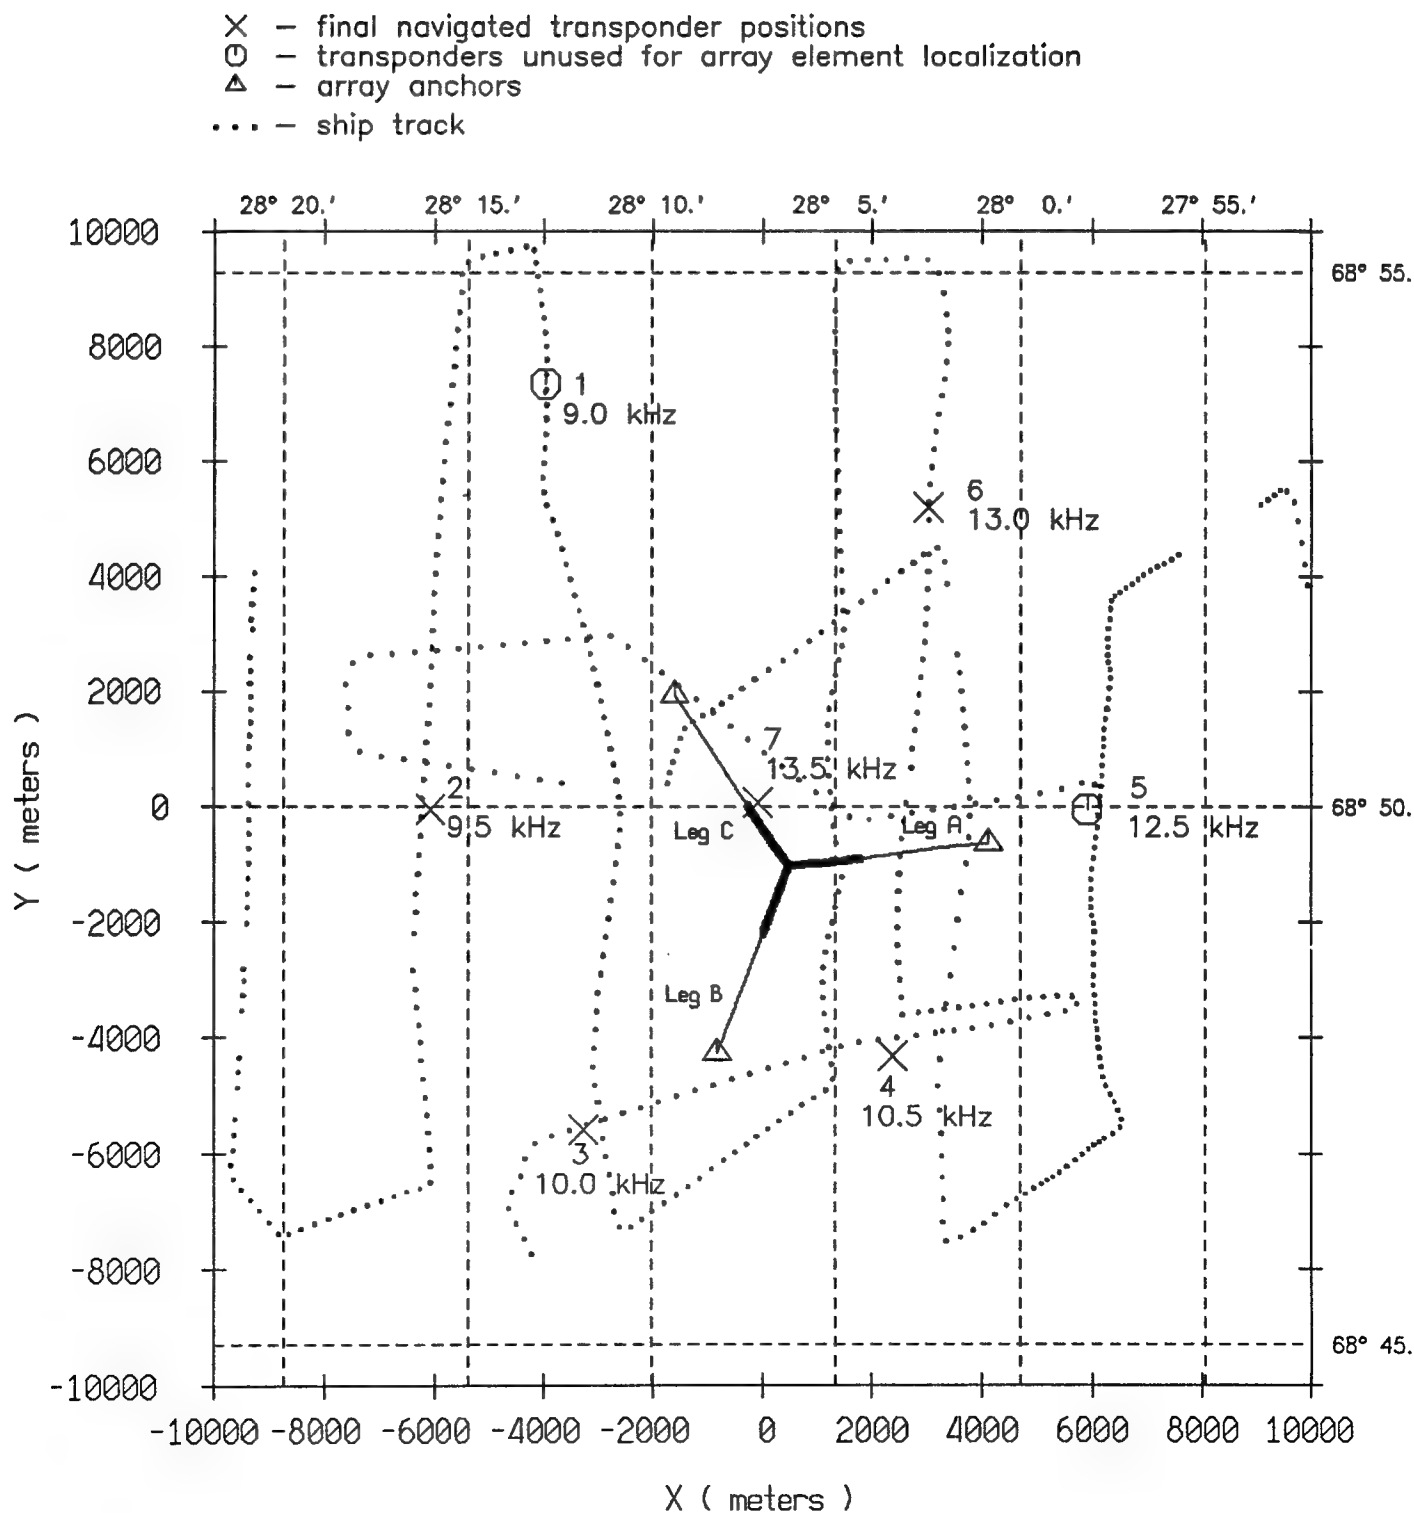 × — final navigated transponder positions
— transponders unused for array element localization
△ — array anchors
.... — ship track
28° 20.' 28° 15.' 28° 10.' 28° 5.' 28° 0.' 27° 55.'
10000
68° 55.
8000
1
9.0 kHz
6000
6
13.0 kHz
4000
2000
7
13.5 kHz
2
5
0
68° 50.
9.5 kHz
Leg C
Leg A
12.5 kHz
-2000
Leg B
-4000
4
10.5 kHz
3
-6000
10.0 kHz
-8000
68° 45.
-10000
-10000 -8000 -6000 -4000 -2000 0 2000 4000 6000 8000 10000
X ( meters )
Y ( meters )